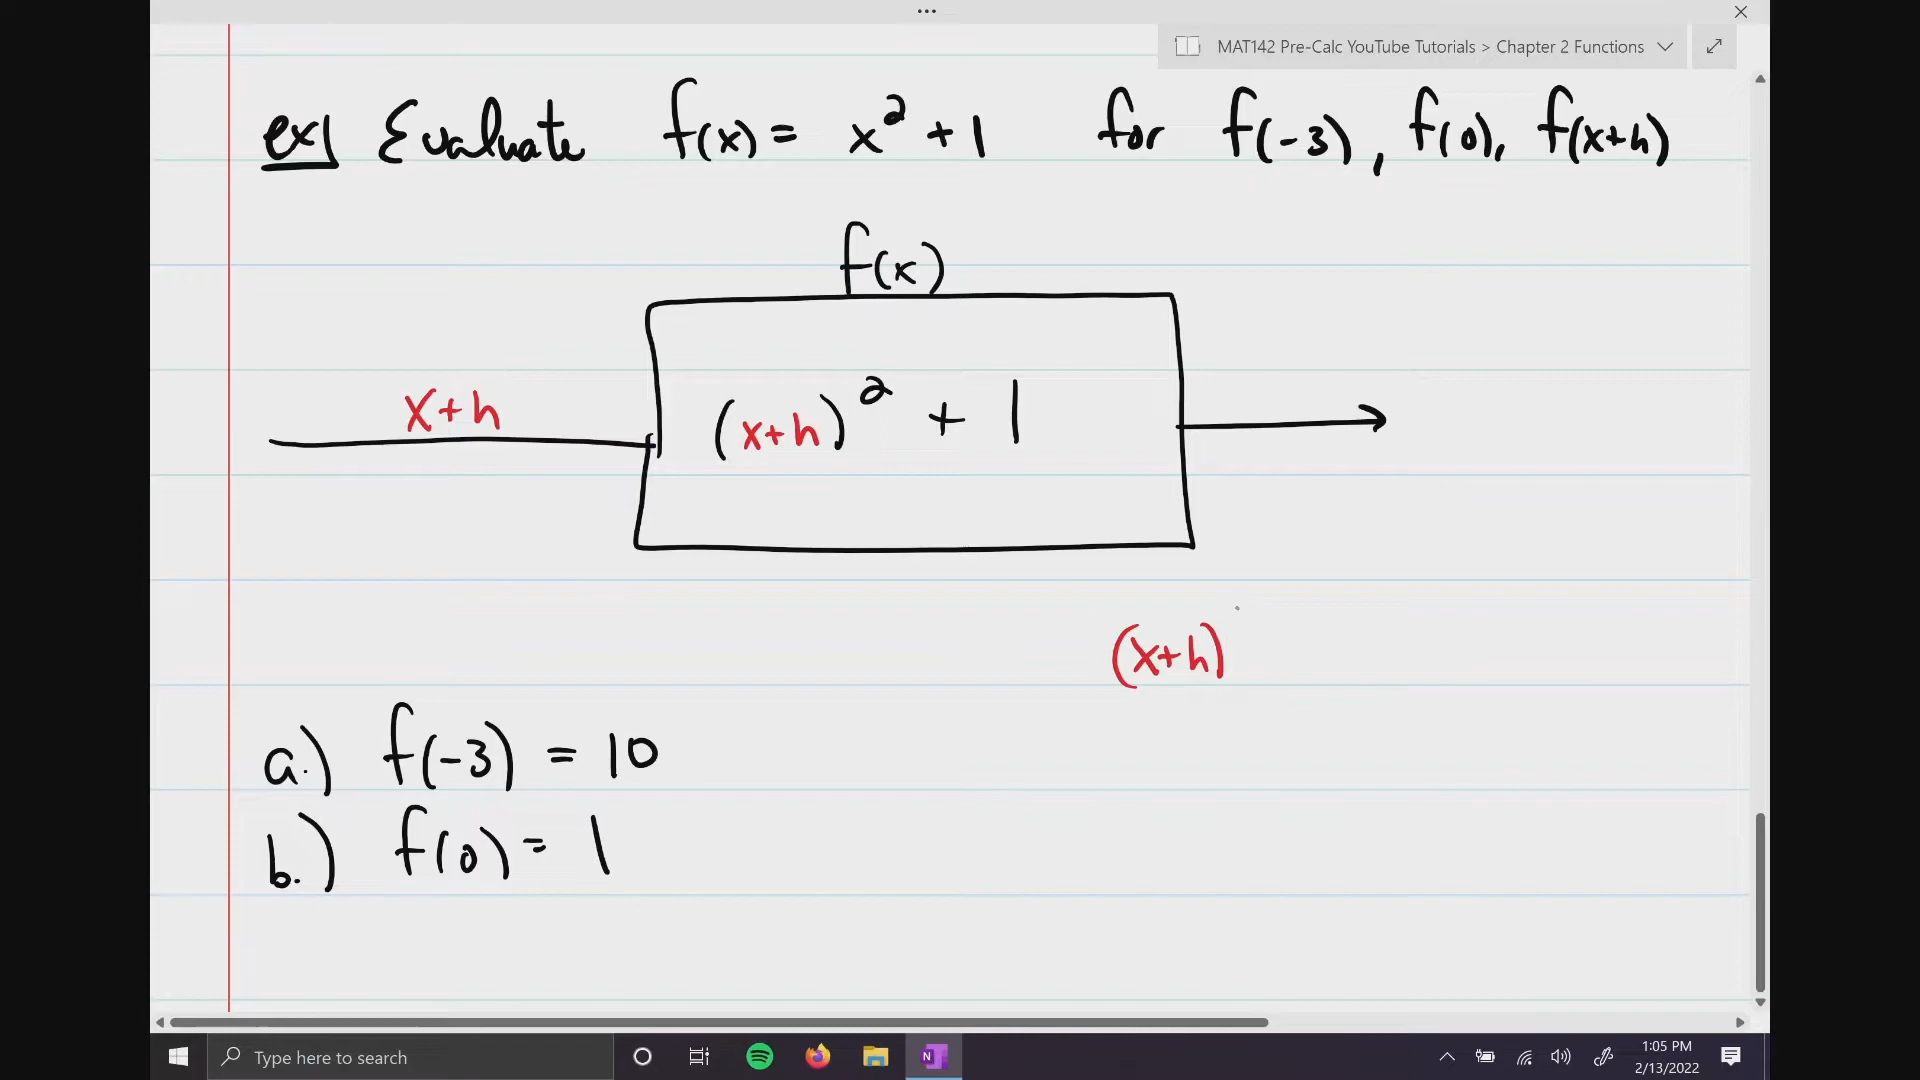 MAT142 Pre-Calc YouTube Tutorials > Chapter 2 Functions
ex1 Evaluate f(x) = x² + 1 for f(-3), f(0), f(x+h)
f(x)
x+h (x+h)² + 1
(x+h)
a.) f(-3) = 10
b.) f(0) = 1
Type here to search
1:05 PM
2/13/2022